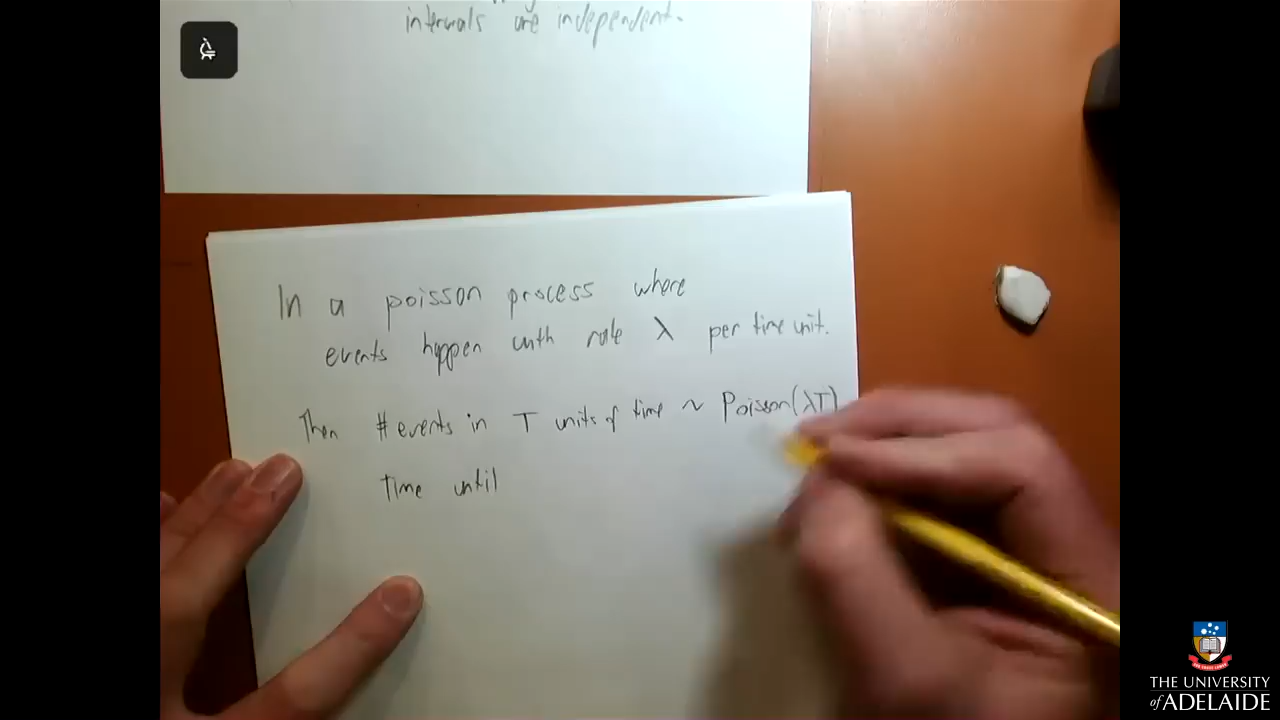 intervals are independent.
In a poisson process where
events happen with rate λ per time unit.
Then # events in T units of time ~ Poisson(λT)
time until
THE UNIVERSITY
of ADELAIDE